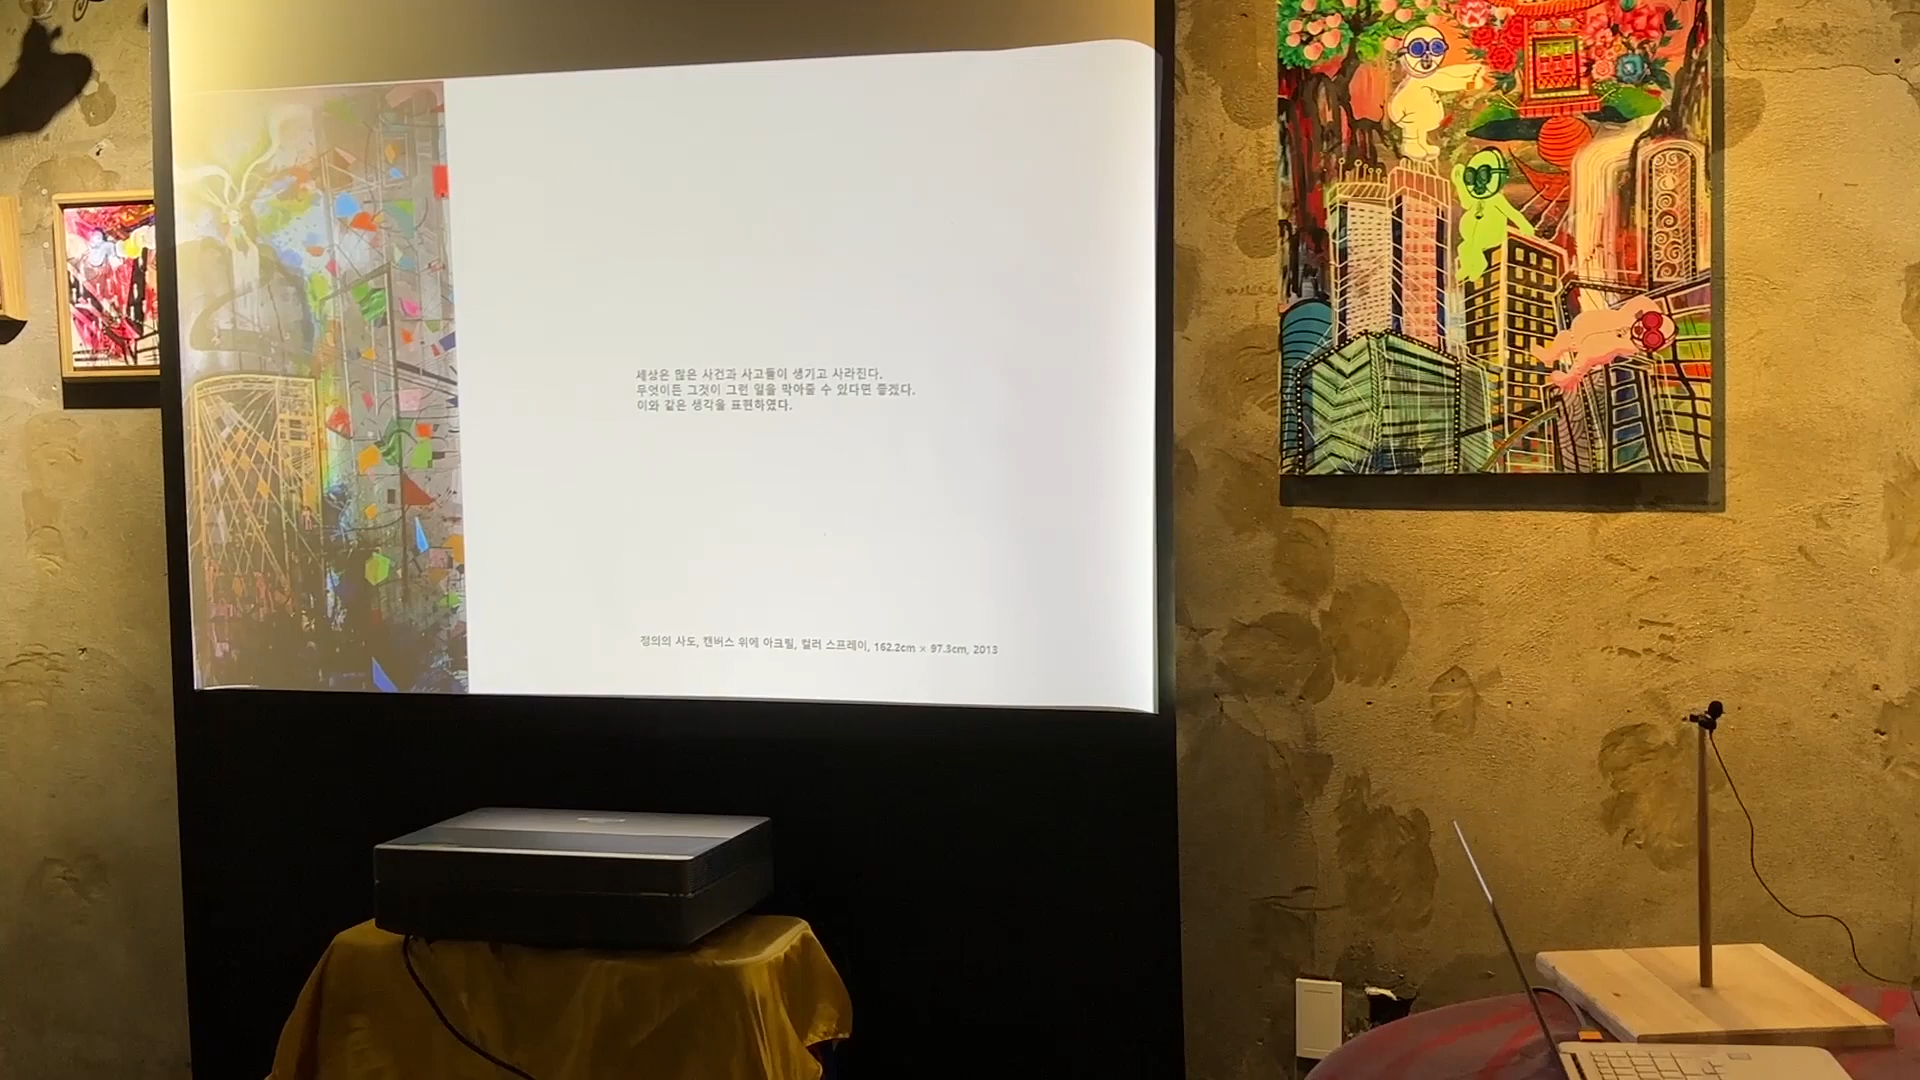 세상은 많은 사건과 사고들이 생기고 사라진다.
무엇이든 그것이 그런 일을 막아줄 수 있다면 좋겠다.
이와 같은 생각을 표현하였다.
정의의 사도, 캔버스 위에 아크릴, 컬러 스프레이, 162.2cm × 97.3cm, 2013